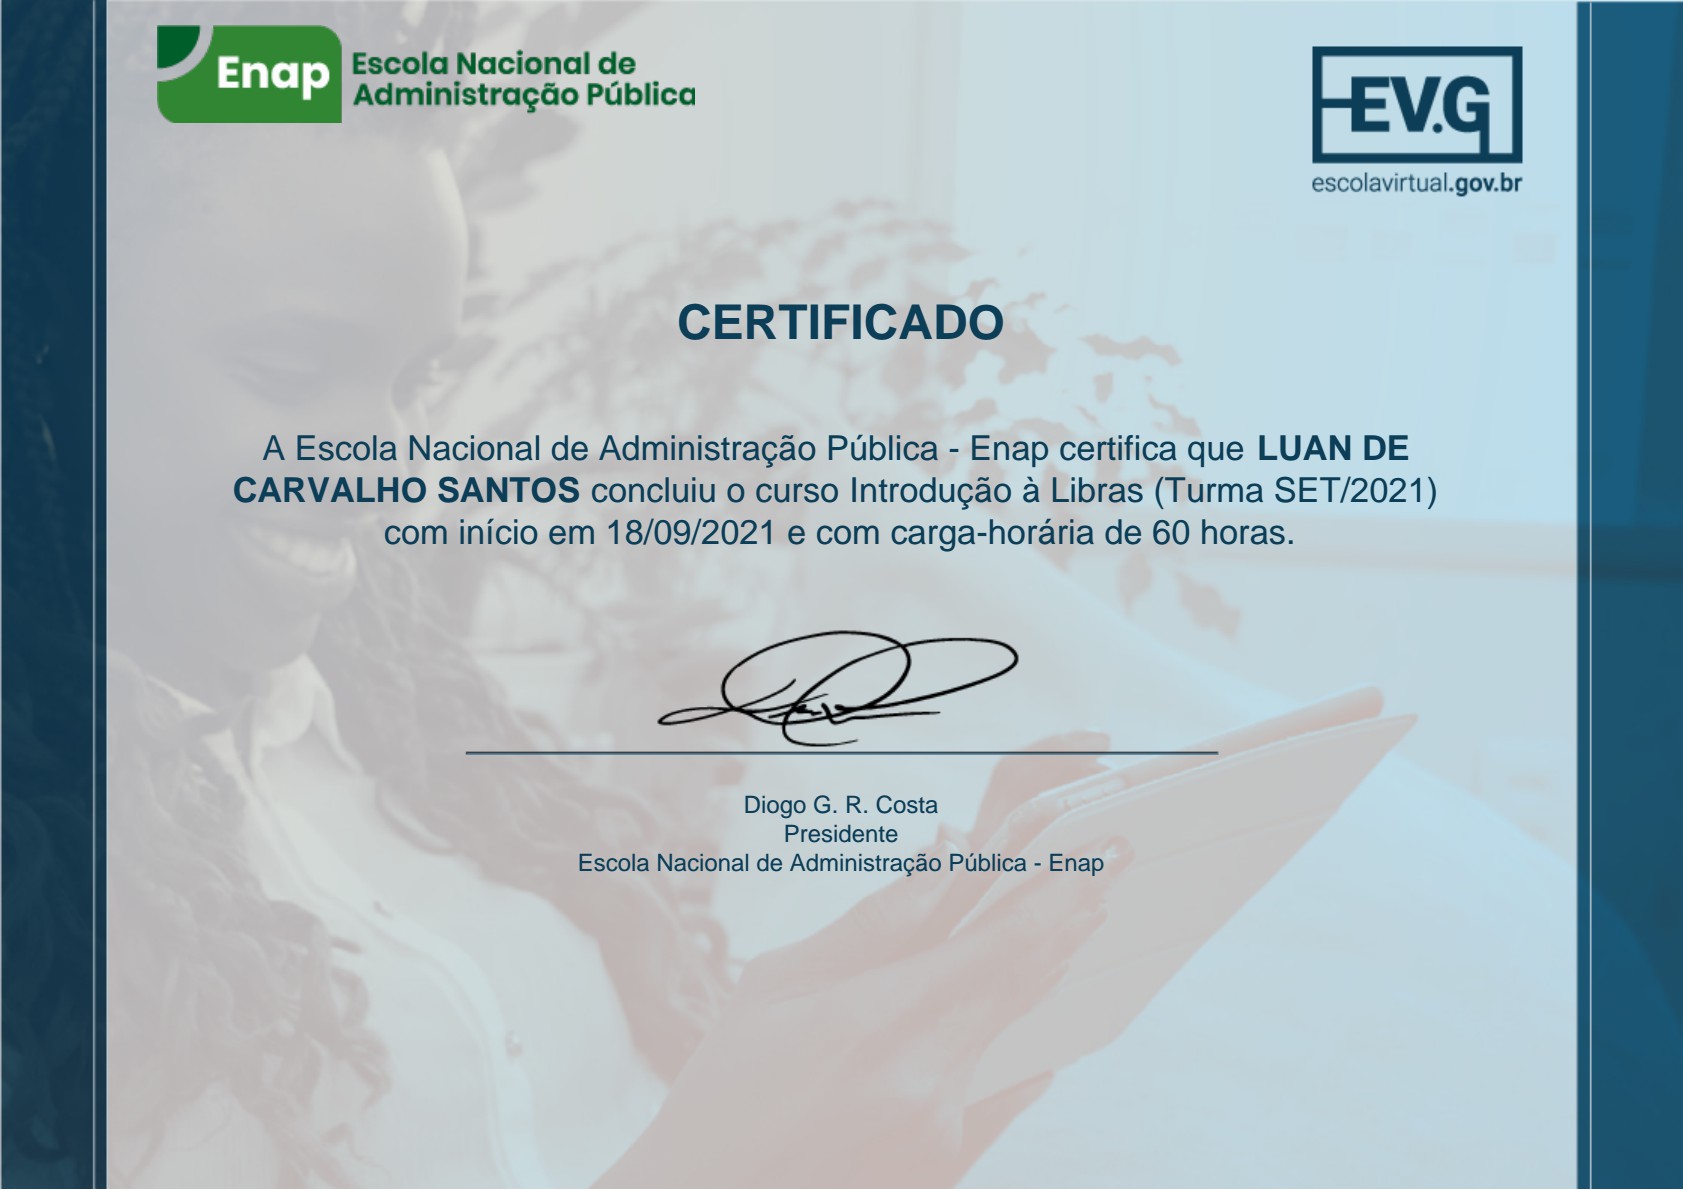 Enap
Escola Nacional de
Administração Pública
EV.G
escolavirtual.gov.br
CERTIFICADO
A Escola Nacional de Administração Pública - Enap certifica que LUAN DE
CARVALHO SANTOS concluiu o curso Introdução à Libras (Turma SET/2021)
com início em 18/09/2021 e com carga-horária de 60 horas.
Diogo G. R. Costa
Presidente
Escola Nacional de Administração Pública - Enap